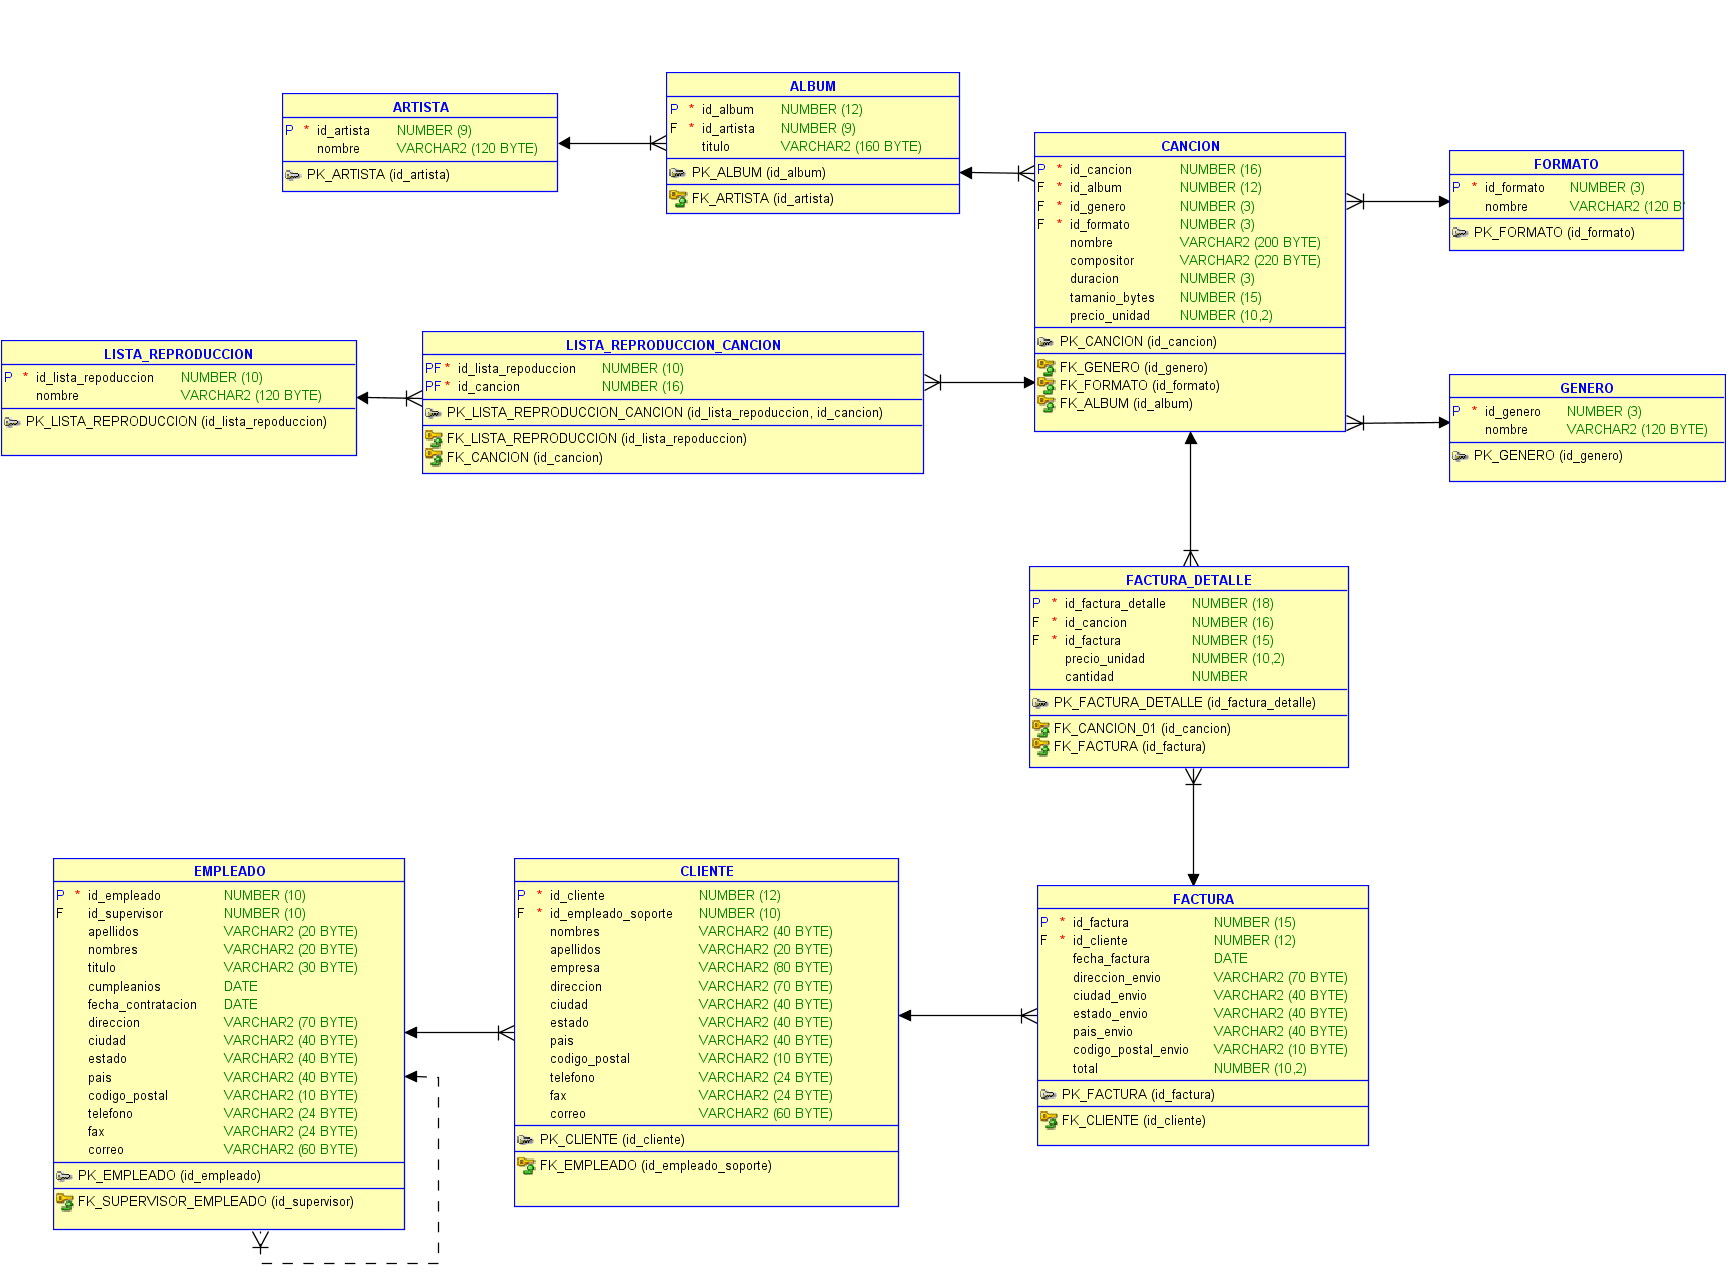 ARTISTA
P * id_artista NUMBER (9)
nombre VARCHAR2 (120 BYTE)
PK_ARTISTA (id_artista)
ALBUM
P * id_album NUMBER (12)
F * id_artista NUMBER (9)
titulo VARCHAR2 (160 BYTE)
PK_ALBUM (id_album)
FK_ARTISTA (id_artista)
CANCION
P * id_cancion NUMBER (16)
F * id_album NUMBER (12)
F * id_genero NUMBER (3)
F * id_formato NUMBER (3)
nombre VARCHAR2 (200 BYTE)
compositor VARCHAR2 (220 BYTE)
duracion NUMBER (3)
tamanio_bytes NUMBER (15)
precio_unidad NUMBER (10,2)
PK_CANCION (id_cancion)
FK_GENERO (id_genero)
FK_FORMATO (id_formato)
FK_ALBUM (id_album)
FORMATO
P * id_formato NUMBER (3)
nombre VARCHAR2 (120 B
PK_FORMATO (id_formato)
LISTA_REPRODUCCION
P * id_lista_repoduccion NUMBER (10)
nombre VARCHAR2 (120 BYTE)
PK_LISTA_REPRODUCCION (id_lista_repoduccion)
LISTA_REPRODUCCION_CANCION
PF * id_lista_repoduccion NUMBER (10)
PF * id_cancion NUMBER (16)
PK_LISTA_REPRODUCCION_CANCION (id_lista_repoduccion, id_cancion)
FK_LISTA_REPRODUCCION (id_lista_repoduccion)
FK_CANCION (id_cancion)
GENERO
P * id_genero NUMBER (3)
nombre VARCHAR2 (120 BYTE)
PK_GENERO (id_genero)
FACTURA_DETALLE
P * id_factura_detalle NUMBER (18)
F * id_cancion NUMBER (16)
F * id_factura NUMBER (15)
precio_unidad NUMBER (10,2)
cantidad NUMBER
PK_FACTURA_DETALLE (id_factura_detalle)
FK_CANCION_01 (id_cancion)
FK_FACTURA (id_factura)
EMPLEADO
P * id_empleado NUMBER (10)
F id_supervisor NUMBER (10)
apellidos VARCHAR2 (20 BYTE)
nombres VARCHAR2 (20 BYTE)
titulo VARCHAR2 (30 BYTE)
cumpleanios DATE
fecha_contratacion DATE
direccion VARCHAR2 (70 BYTE)
ciudad VARCHAR2 (40 BYTE)
estado VARCHAR2 (40 BYTE)
pais VARCHAR2 (40 BYTE)
codigo_postal VARCHAR2 (10 BYTE)
telefono VARCHAR2 (24 BYTE)
fax VARCHAR2 (24 BYTE)
correo VARCHAR2 (60 BYTE)
PK_EMPLEADO (id_empleado)
FK_SUPERVISOR_EMPLEADO (id_supervisor)
CLIENTE
P * id_cliente NUMBER (12)
F * id_empleado_soporte NUMBER (10)
nombres VARCHAR2 (40 BYTE)
apellidos VARCHAR2 (20 BYTE)
empresa VARCHAR2 (80 BYTE)
direccion VARCHAR2 (70 BYTE)
ciudad VARCHAR2 (40 BYTE)
estado VARCHAR2 (40 BYTE)
pais VARCHAR2 (40 BYTE)
codigo_postal VARCHAR2 (10 BYTE)
telefono VARCHAR2 (24 BYTE)
fax VARCHAR2 (24 BYTE)
correo VARCHAR2 (60 BYTE)
PK_CLIENTE (id_cliente)
FK_EMPLEADO (id_empleado_soporte)
FACTURA
P * id_factura NUMBER (15)
F * id_cliente NUMBER (12)
fecha_factura DATE
direccion_envio VARCHAR2 (70 BYTE)
ciudad_envio VARCHAR2 (40 BYTE)
estado_envio VARCHAR2 (40 BYTE)
pais_envio VARCHAR2 (40 BYTE)
codigo_postal_envio VARCHAR2 (10 BYTE)
total NUMBER (10,2)
PK_FACTURA (id_factura)
FK_CLIENTE (id_cliente)